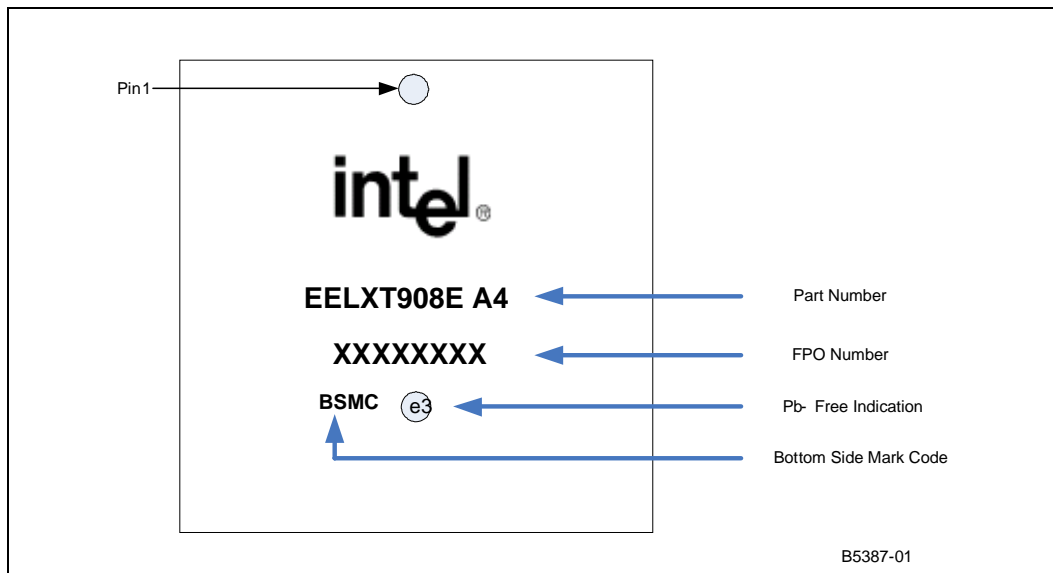 Pin1
intel®
EELXT908E A4
Part Number
XXXXXXXX
FPO Number
BSMC
e3
Pb- Free Indication
Bottom Side Mark Code
B5387-01